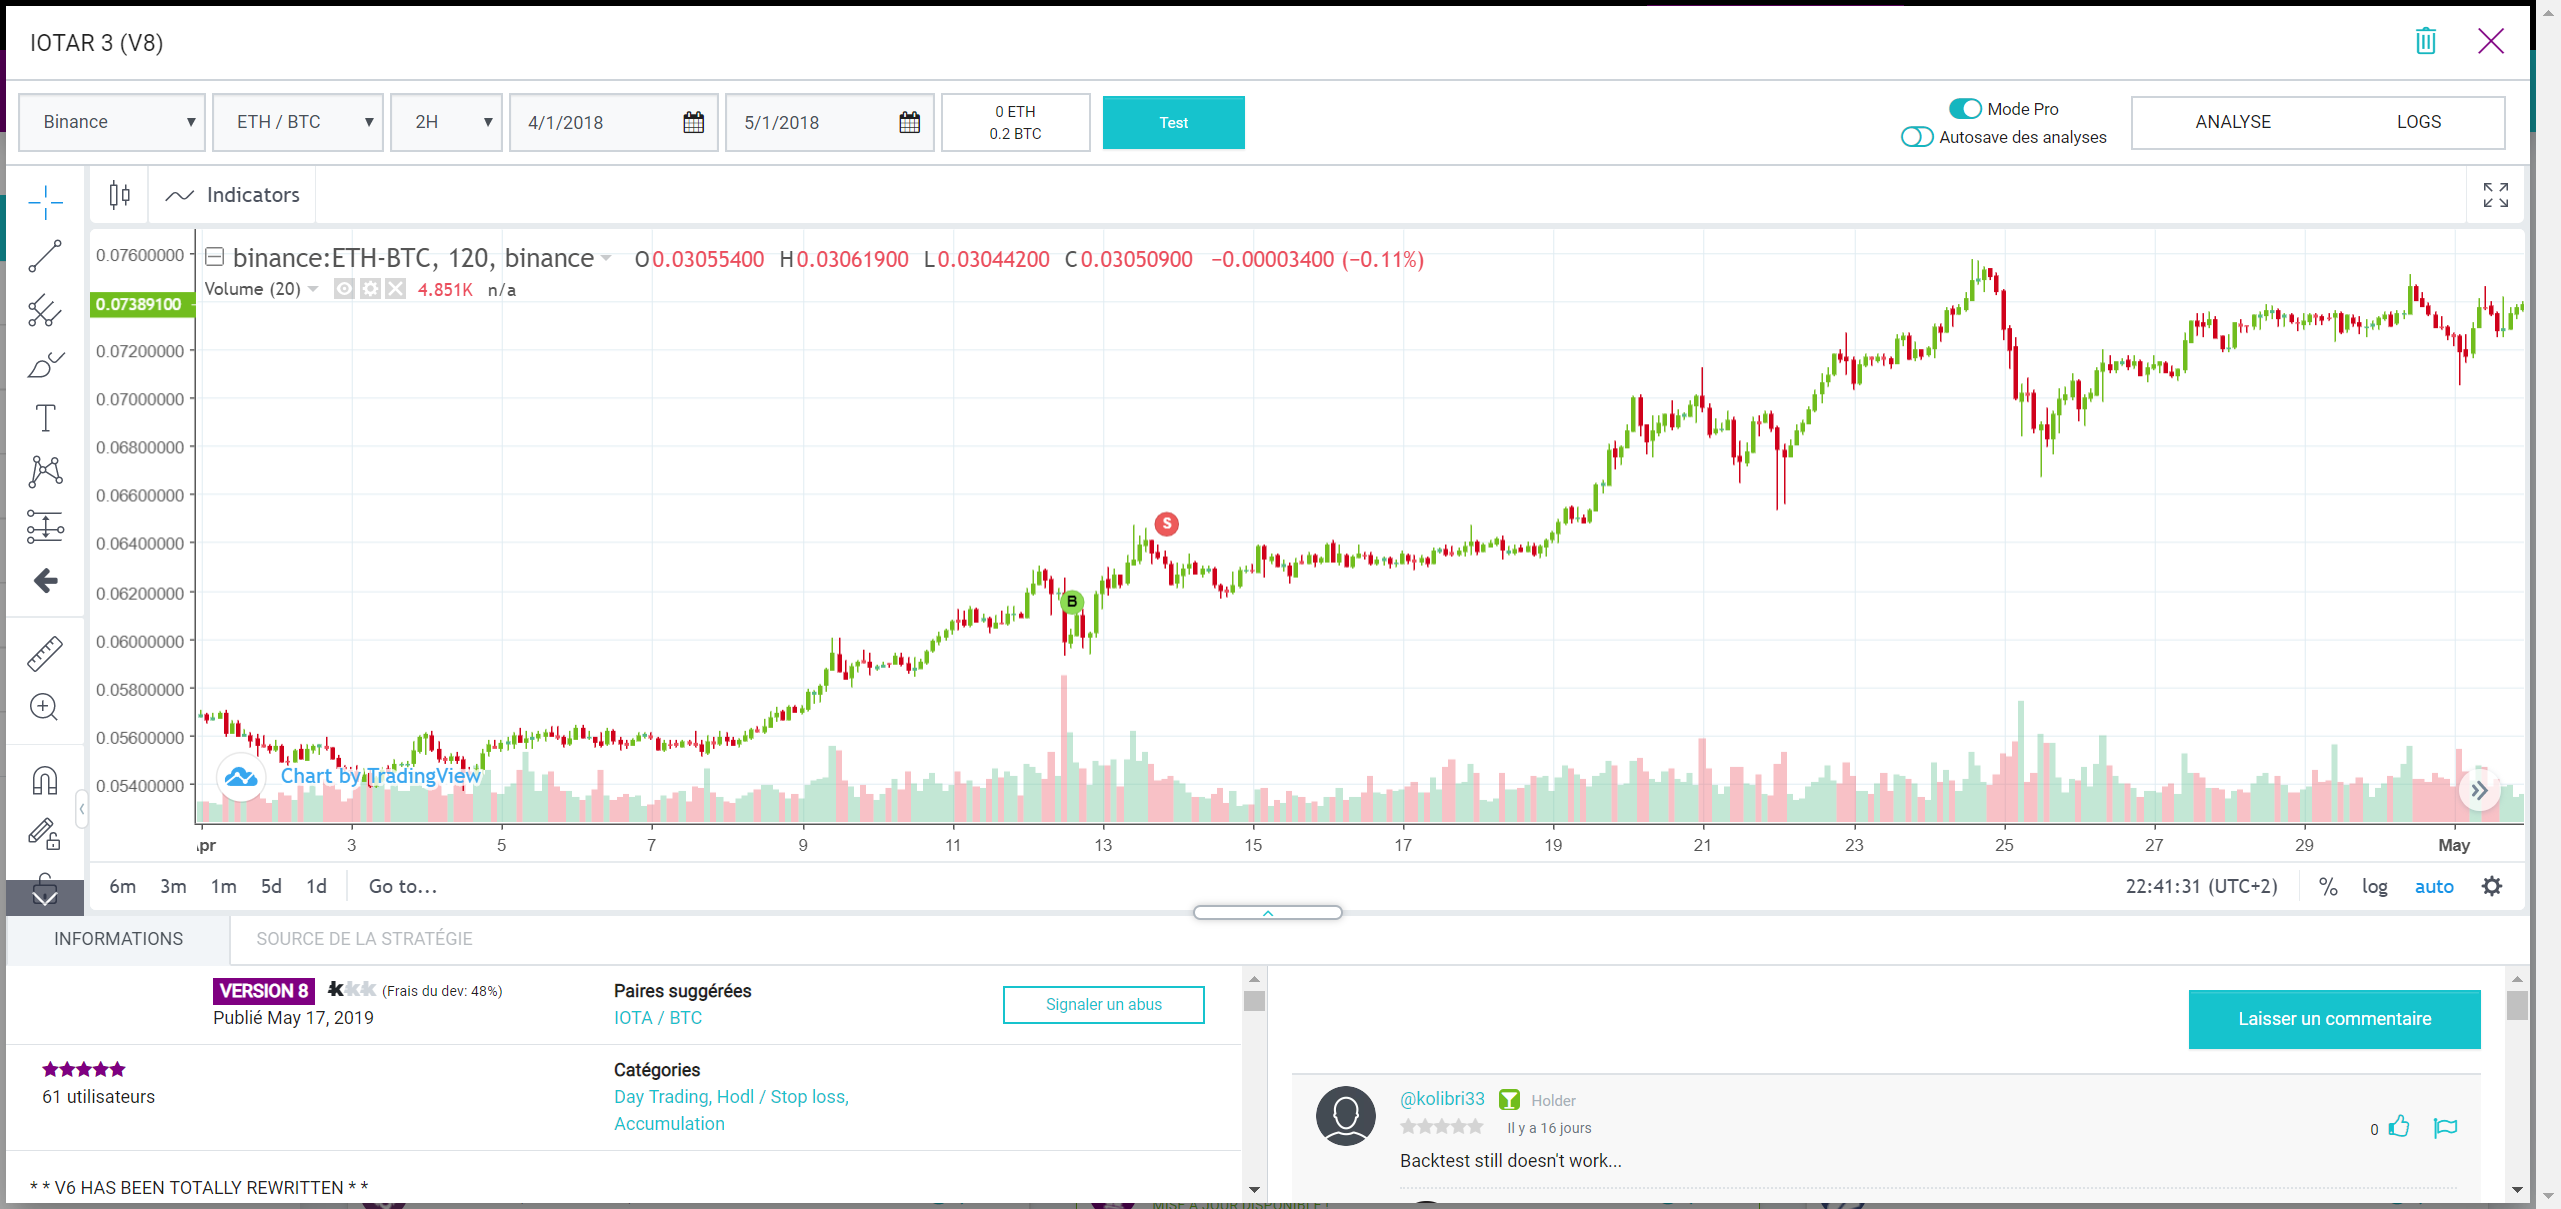 IOTAR 3 (V8)
Binance ETH / BTC 2H 4/1/2018 5/1/2018 0 ETH Test Mode Pro ANALYSE LOGS
0.2 BTC Autosave des analyses
Indicators
binance:ETH-BTC, 120, binance O0.03055400 H0.03061900 L0.03044200 C0.03050900 −0.00003400 (−0.11%)
Volume (20) 4.851K n/a
0.07600000
0.07389100
0.07200000
0.07000000
0.06800000
0.06600000
0.06400000
0.06200000
0.06000000
0.05800000
0.05600000
0.05400000
S
B
Chart by TradingView
Apr 3 5 7 9 11 13 15 17 19 21 23 25 27 29 May
6m 3m 1m 5d 1d Go to... 22:41:31 (UTC+2) % log auto
INFORMATIONS SOURCE DE LA STRATÉGIE
VERSION 8 (Frais du dev: 48%)
Publié May 17, 2019
Paires suggérées
IOTA / BTC
Signaler un abus
61 utilisateurs
Catégories
Day Trading, Hodl / Stop loss,
Accumulation
* * V6 HAS BEEN TOTALLY REWRITTEN * *
Laisser un commentaire
@kolibri33 Holder
Il y a 16 jours
0
Backtest still doesn't work...
MISE À JOUR DISPONIBLE !